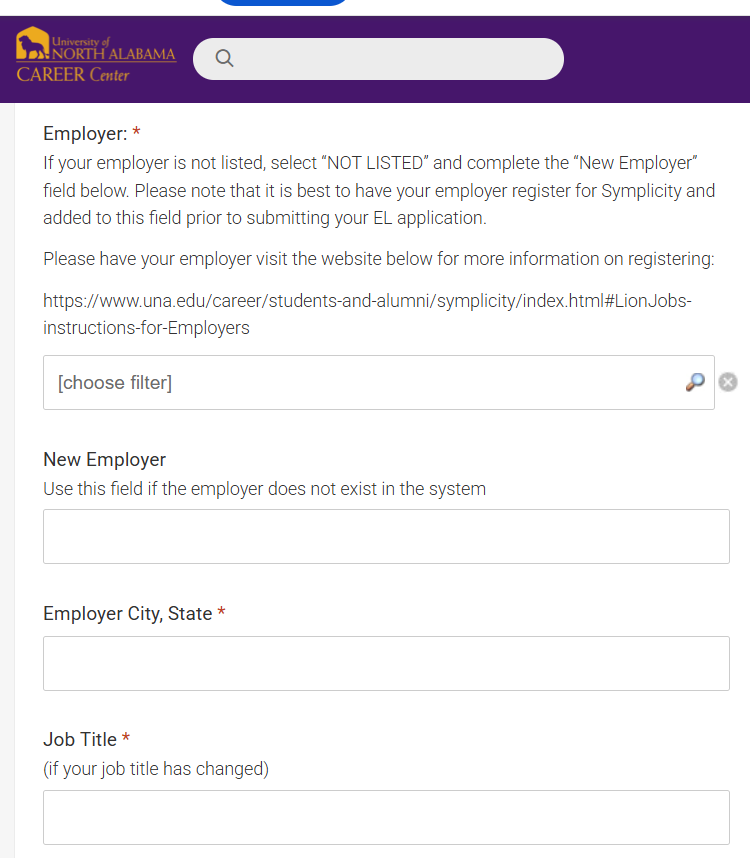 University of
NORTH ALABAMA
CAREER Center
Employer: *
If your employer is not listed, select “NOT LISTED” and complete the “New Employer”
field below. Please note that it is best to have your employer register for Symplicity and
added to this field prior to submitting your EL application.
Please have your employer visit the website below for more information on registering:
https://www.una.edu/career/students-and-alumni/symplicity/index.html#LionJobs-
instructions-for-Employers
[choose filter]
New Employer
Use this field if the employer does not exist in the system
Employer City, State *
Job Title *
(if your job title has changed)